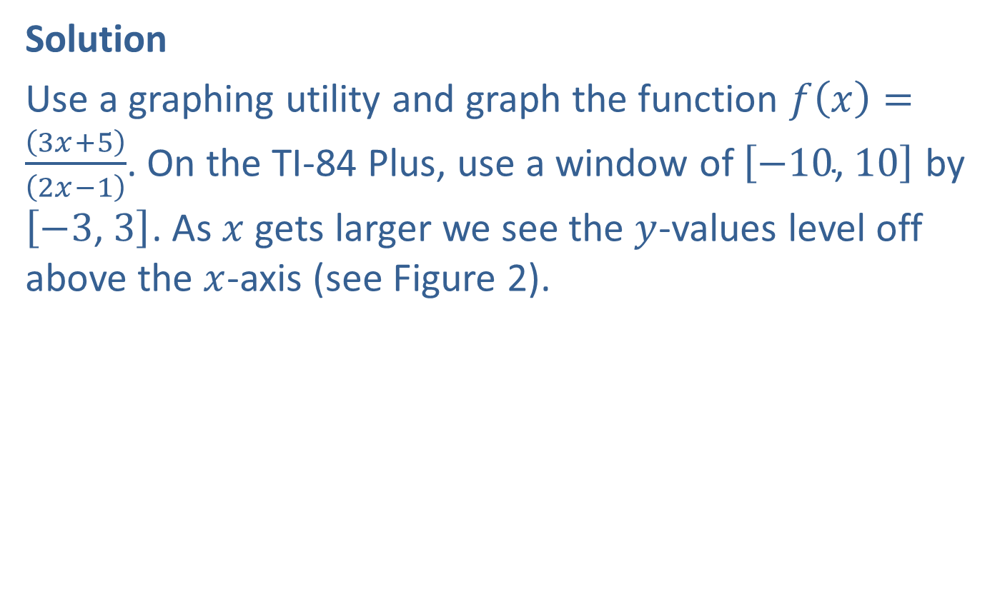 Solution
Use a graphing utility and graph the function f(x) =
(3x+5)/(2x−1). On the TI-84 Plus, use a window of [−10., 10] by
[−3, 3]. As x gets larger we see the y-values level off
above the x-axis (see Figure 2).